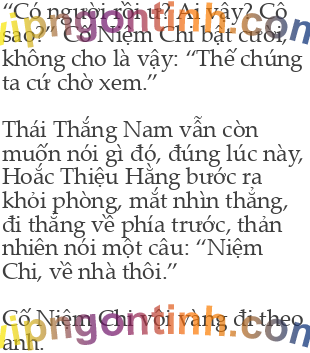 “Có người rồi ư? Ai vậy? Cô
sao?” Cố Niệm Chi bật cười,
không cho là vậy: “Thế chúng
ta cứ chờ xem.”
Thái Thắng Nam vẫn còn
muốn nói gì đó, đúng lúc này,
Hoắc Thiệu Hằng bước ra
khỏi phòng, mắt nhìn thẳng,
đi thẳng về phía trước, thản
nhiên nói một câu: “Niệm
Chi, về nhà thôi.”
Cố Niệm Chi vội vàng đi theo
anh.
vipngontinh.com
vipngontinh.com